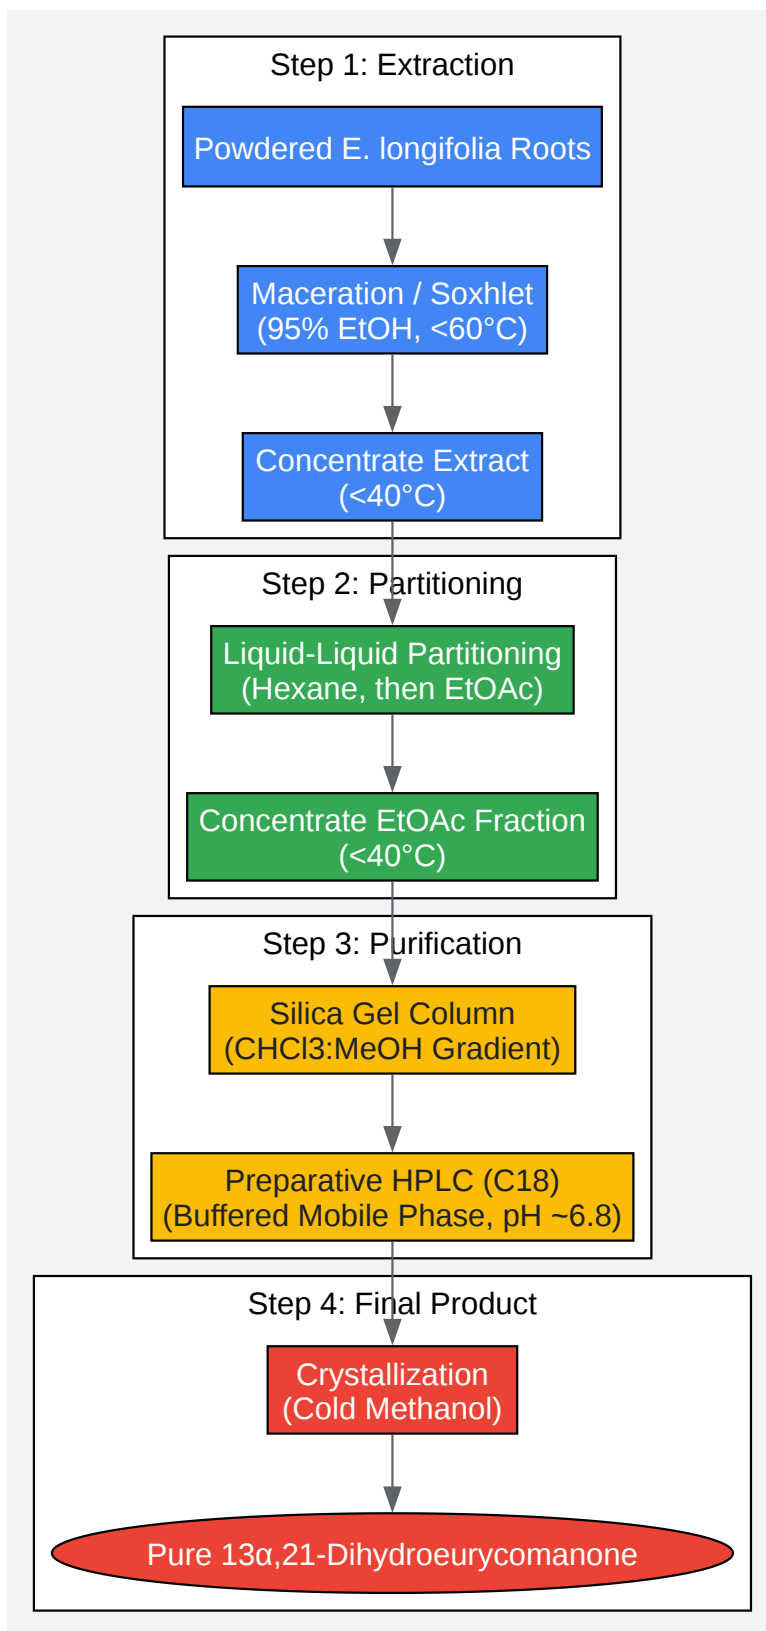 Step 1: Extraction
Powdered E. longifolia Roots
Maceration / Soxhlet
(95% EtOH, <60°C)
Concentrate Extract
(<40°C)
Step 2: Partitioning
Liquid-Liquid Partitioning
(Hexane, then EtOAc)
Concentrate EtOAc Fraction
(<40°C)
Step 3: Purification
Silica Gel Column
(CHCl3:MeOH Gradient)
Preparative HPLC (C18)
(Buffered Mobile Phase, pH ~6.8)
Step 4: Final Product
Crystallization
(Cold Methanol)
Pure 13α,21-Dihydroeurycomanone